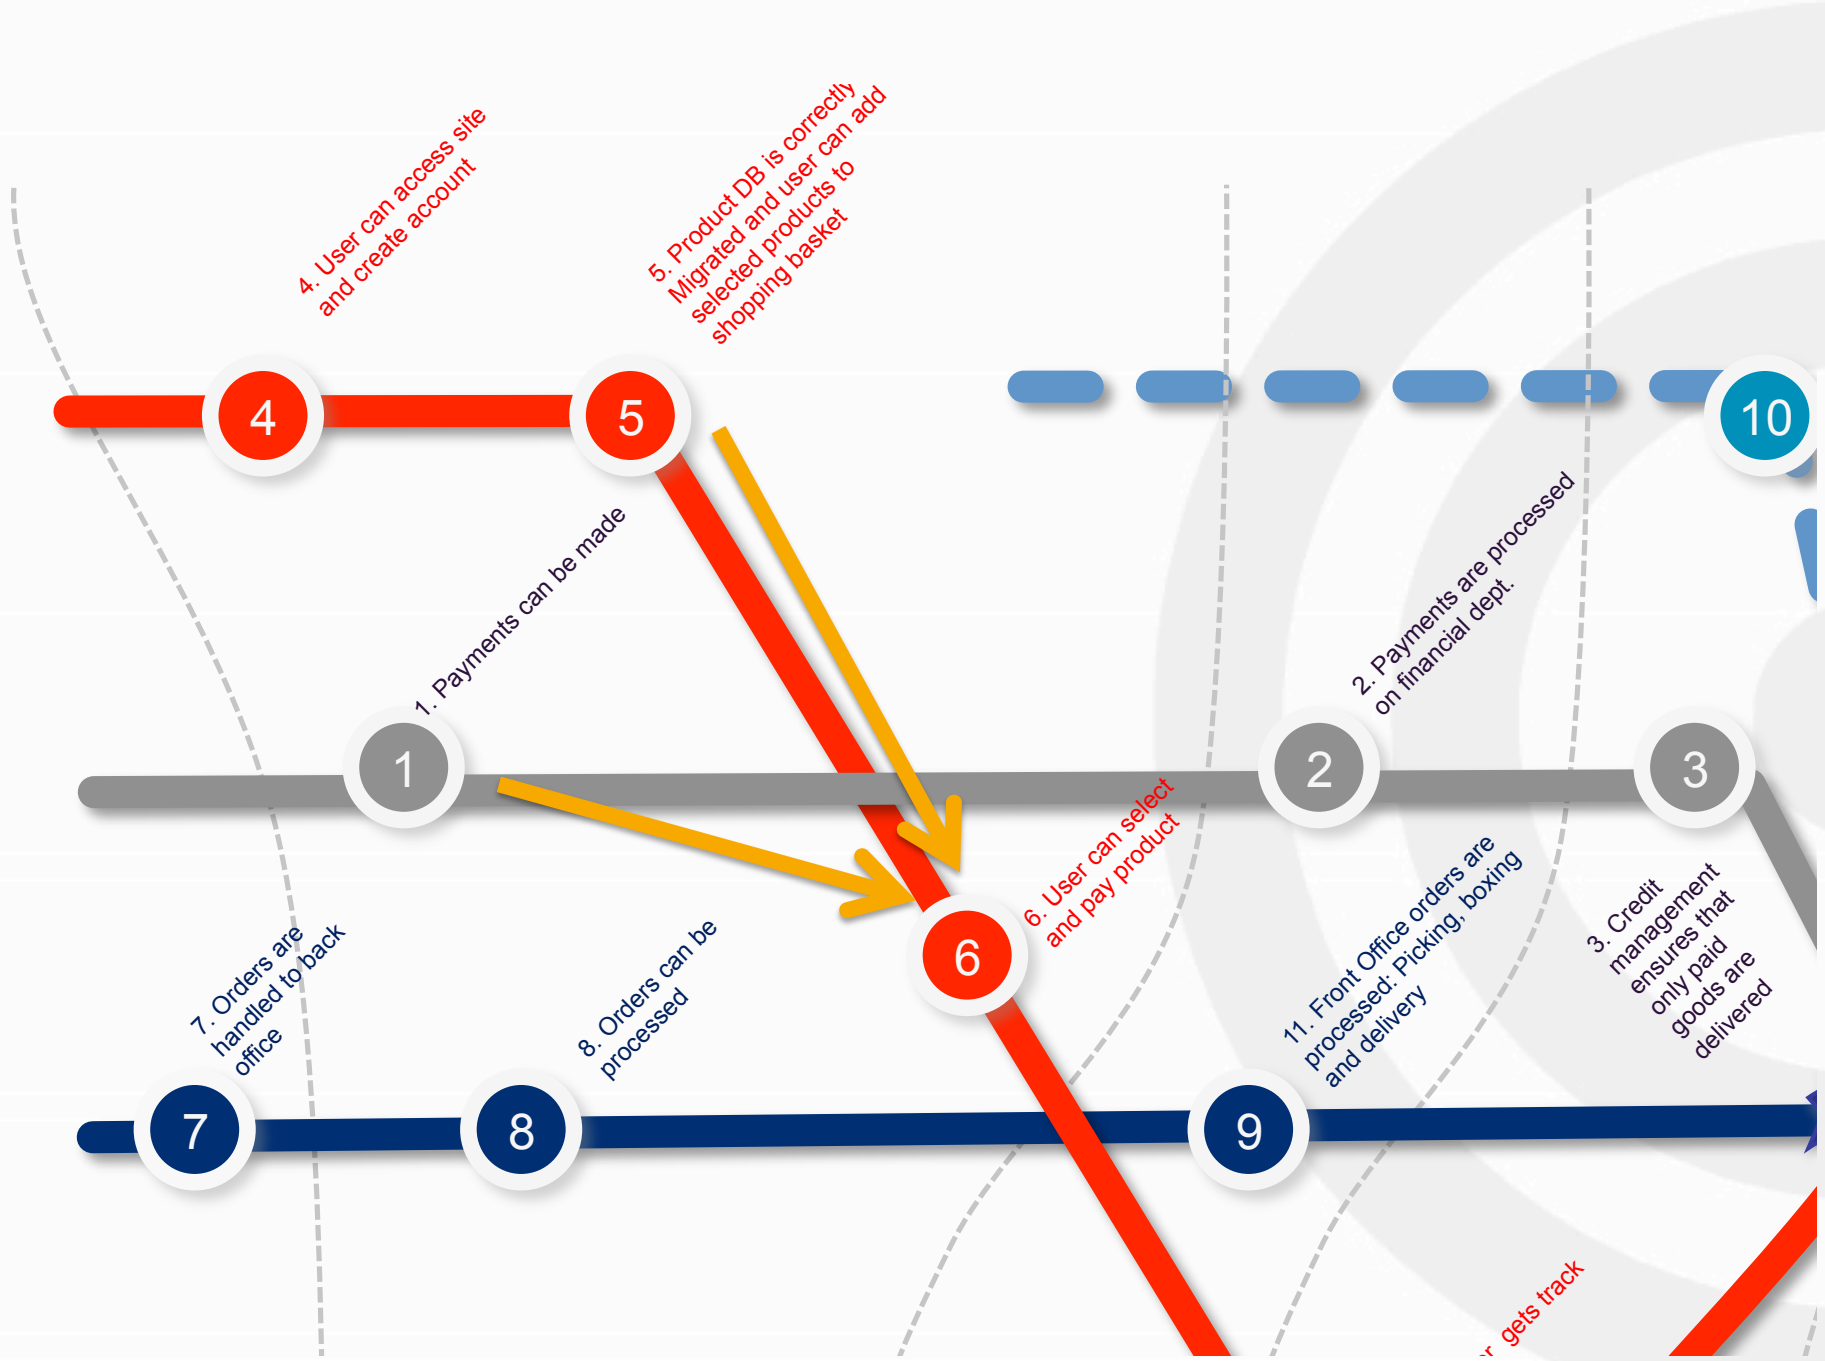 4. User can access site
and create account
5. Product DB is correctly
Migrated and user can add
selected products to
shopping basket
4
5
10
1. Payments can be made
2. Payments are processed
on financial dept.
1
2
3
6. User can select
and pay product
6
7. Orders are
handled to back
office
8. Orders can be
processed
11. Front Office orders are
processed: Picking, boxing
and delivery
3. Credit
management
ensures that
only paid
goods are
delivered
7
8
9
gets track